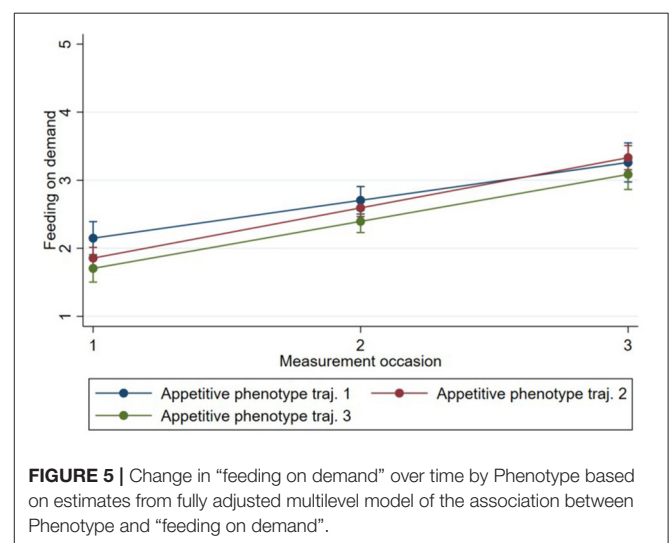 5
4
3
2
1
Feeding on demand
1 2 3
Measurement occasion
Appetitive phenotype traj. 1 Appetitive phenotype traj. 2
Appetitive phenotype traj. 3
FIGURE 5 | Change in “feeding on demand” over time by Phenotype based
on estimates from fully adjusted multilevel model of the association between
Phenotype and “feeding on demand”.